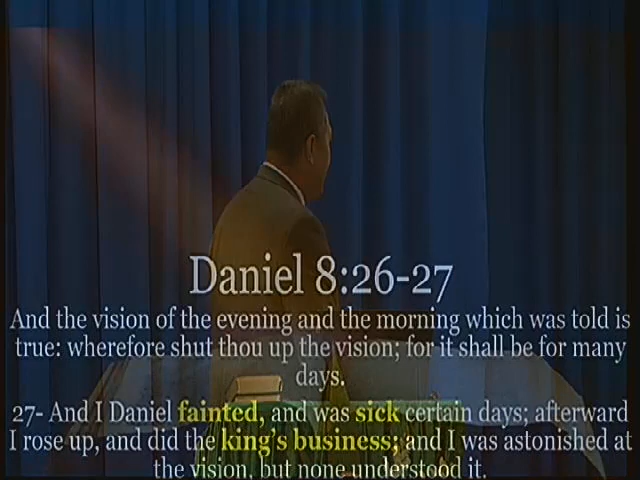 Daniel 8:26-27
And the vision of the evening and the morning which was told is
true: wherefore shut thou up the vision; for it shall be for many
days.
27- And I Daniel fainted, and was sick certain days; afterward
I rose up, and did the king's business; and I was astonished at
the vision, but none understood it.